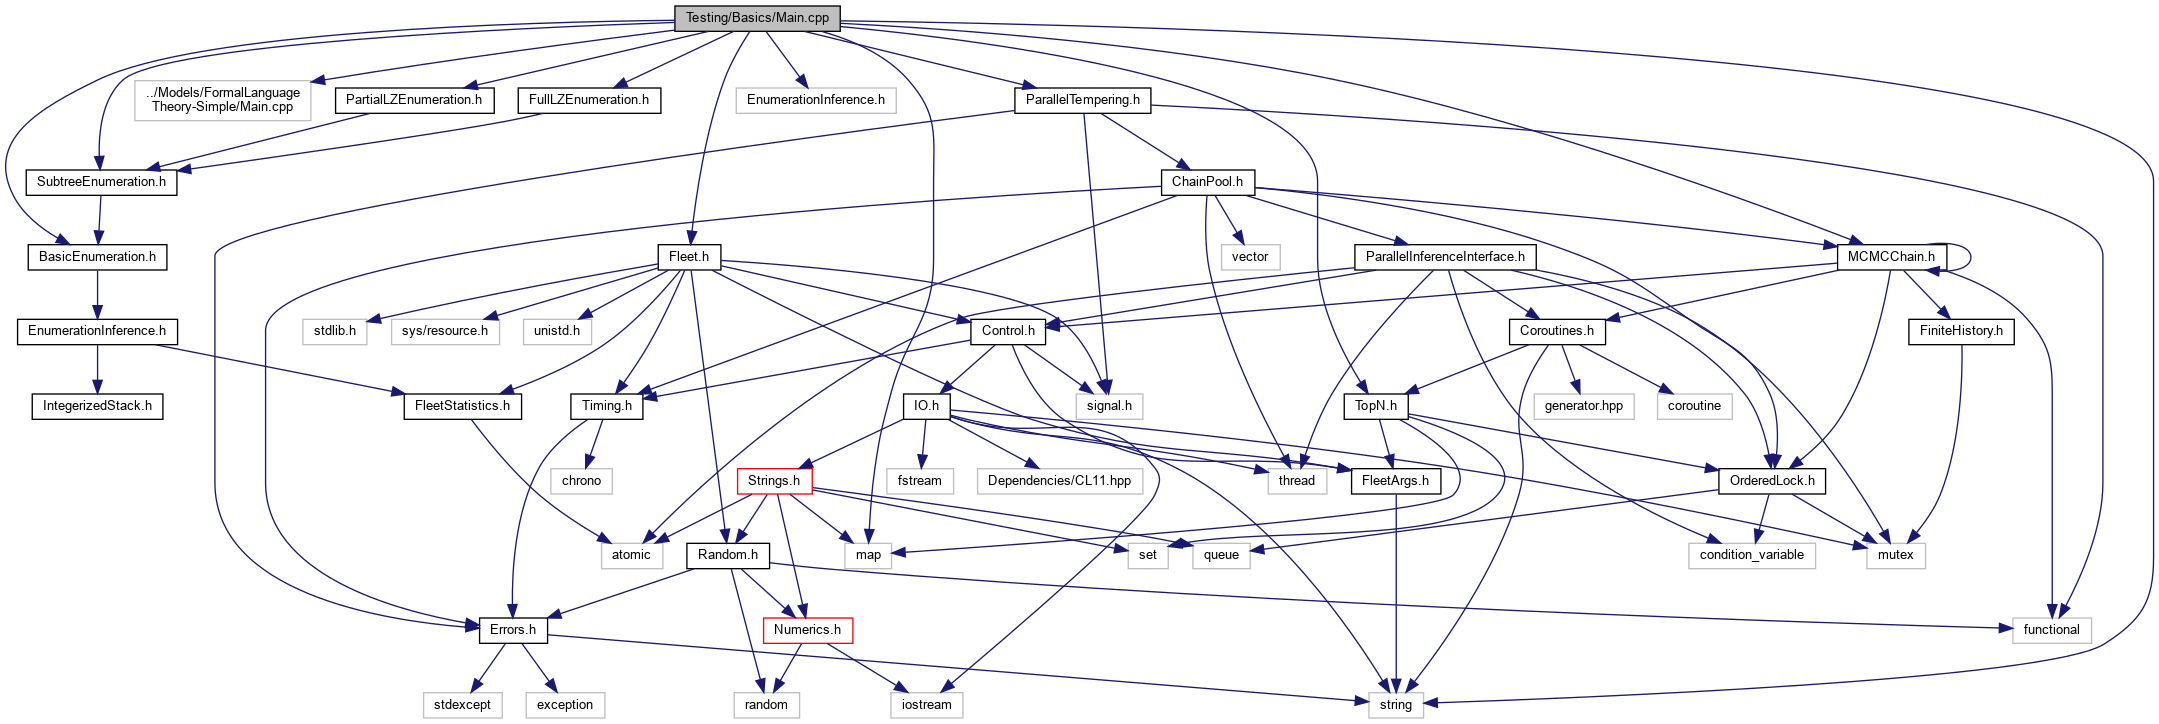 Testing/Basics/Main.cpp
../Models/FormalLanguage
Theory-Simple/Main.cpp
PartialLZEnumeration.h
FullLZEnumeration.h
EnumerationInference.h
ParallelTempering.h
SubtreeEnumeration.h
ChainPool.h
BasicEnumeration.h
Fleet.h
vector
ParallelInferenceInterface.h
MCMCChain.h
EnumerationInference.h
stdlib.h
sys/resource.h
unistd.h
Control.h
Coroutines.h
FiniteHistory.h
IntegerizedStack.h
FleetStatistics.h
Timing.h
IO.h
signal.h
TopN.h
generator.hpp
coroutine
chrono
Strings.h
fstream
Dependencies/CL11.hpp
thread
FleetArgs.h
OrderedLock.h
atomic
Random.h
map
set
queue
condition_variable
mutex
Errors.h
Numerics.h
functional
stdexcept
exception
random
iostream
string